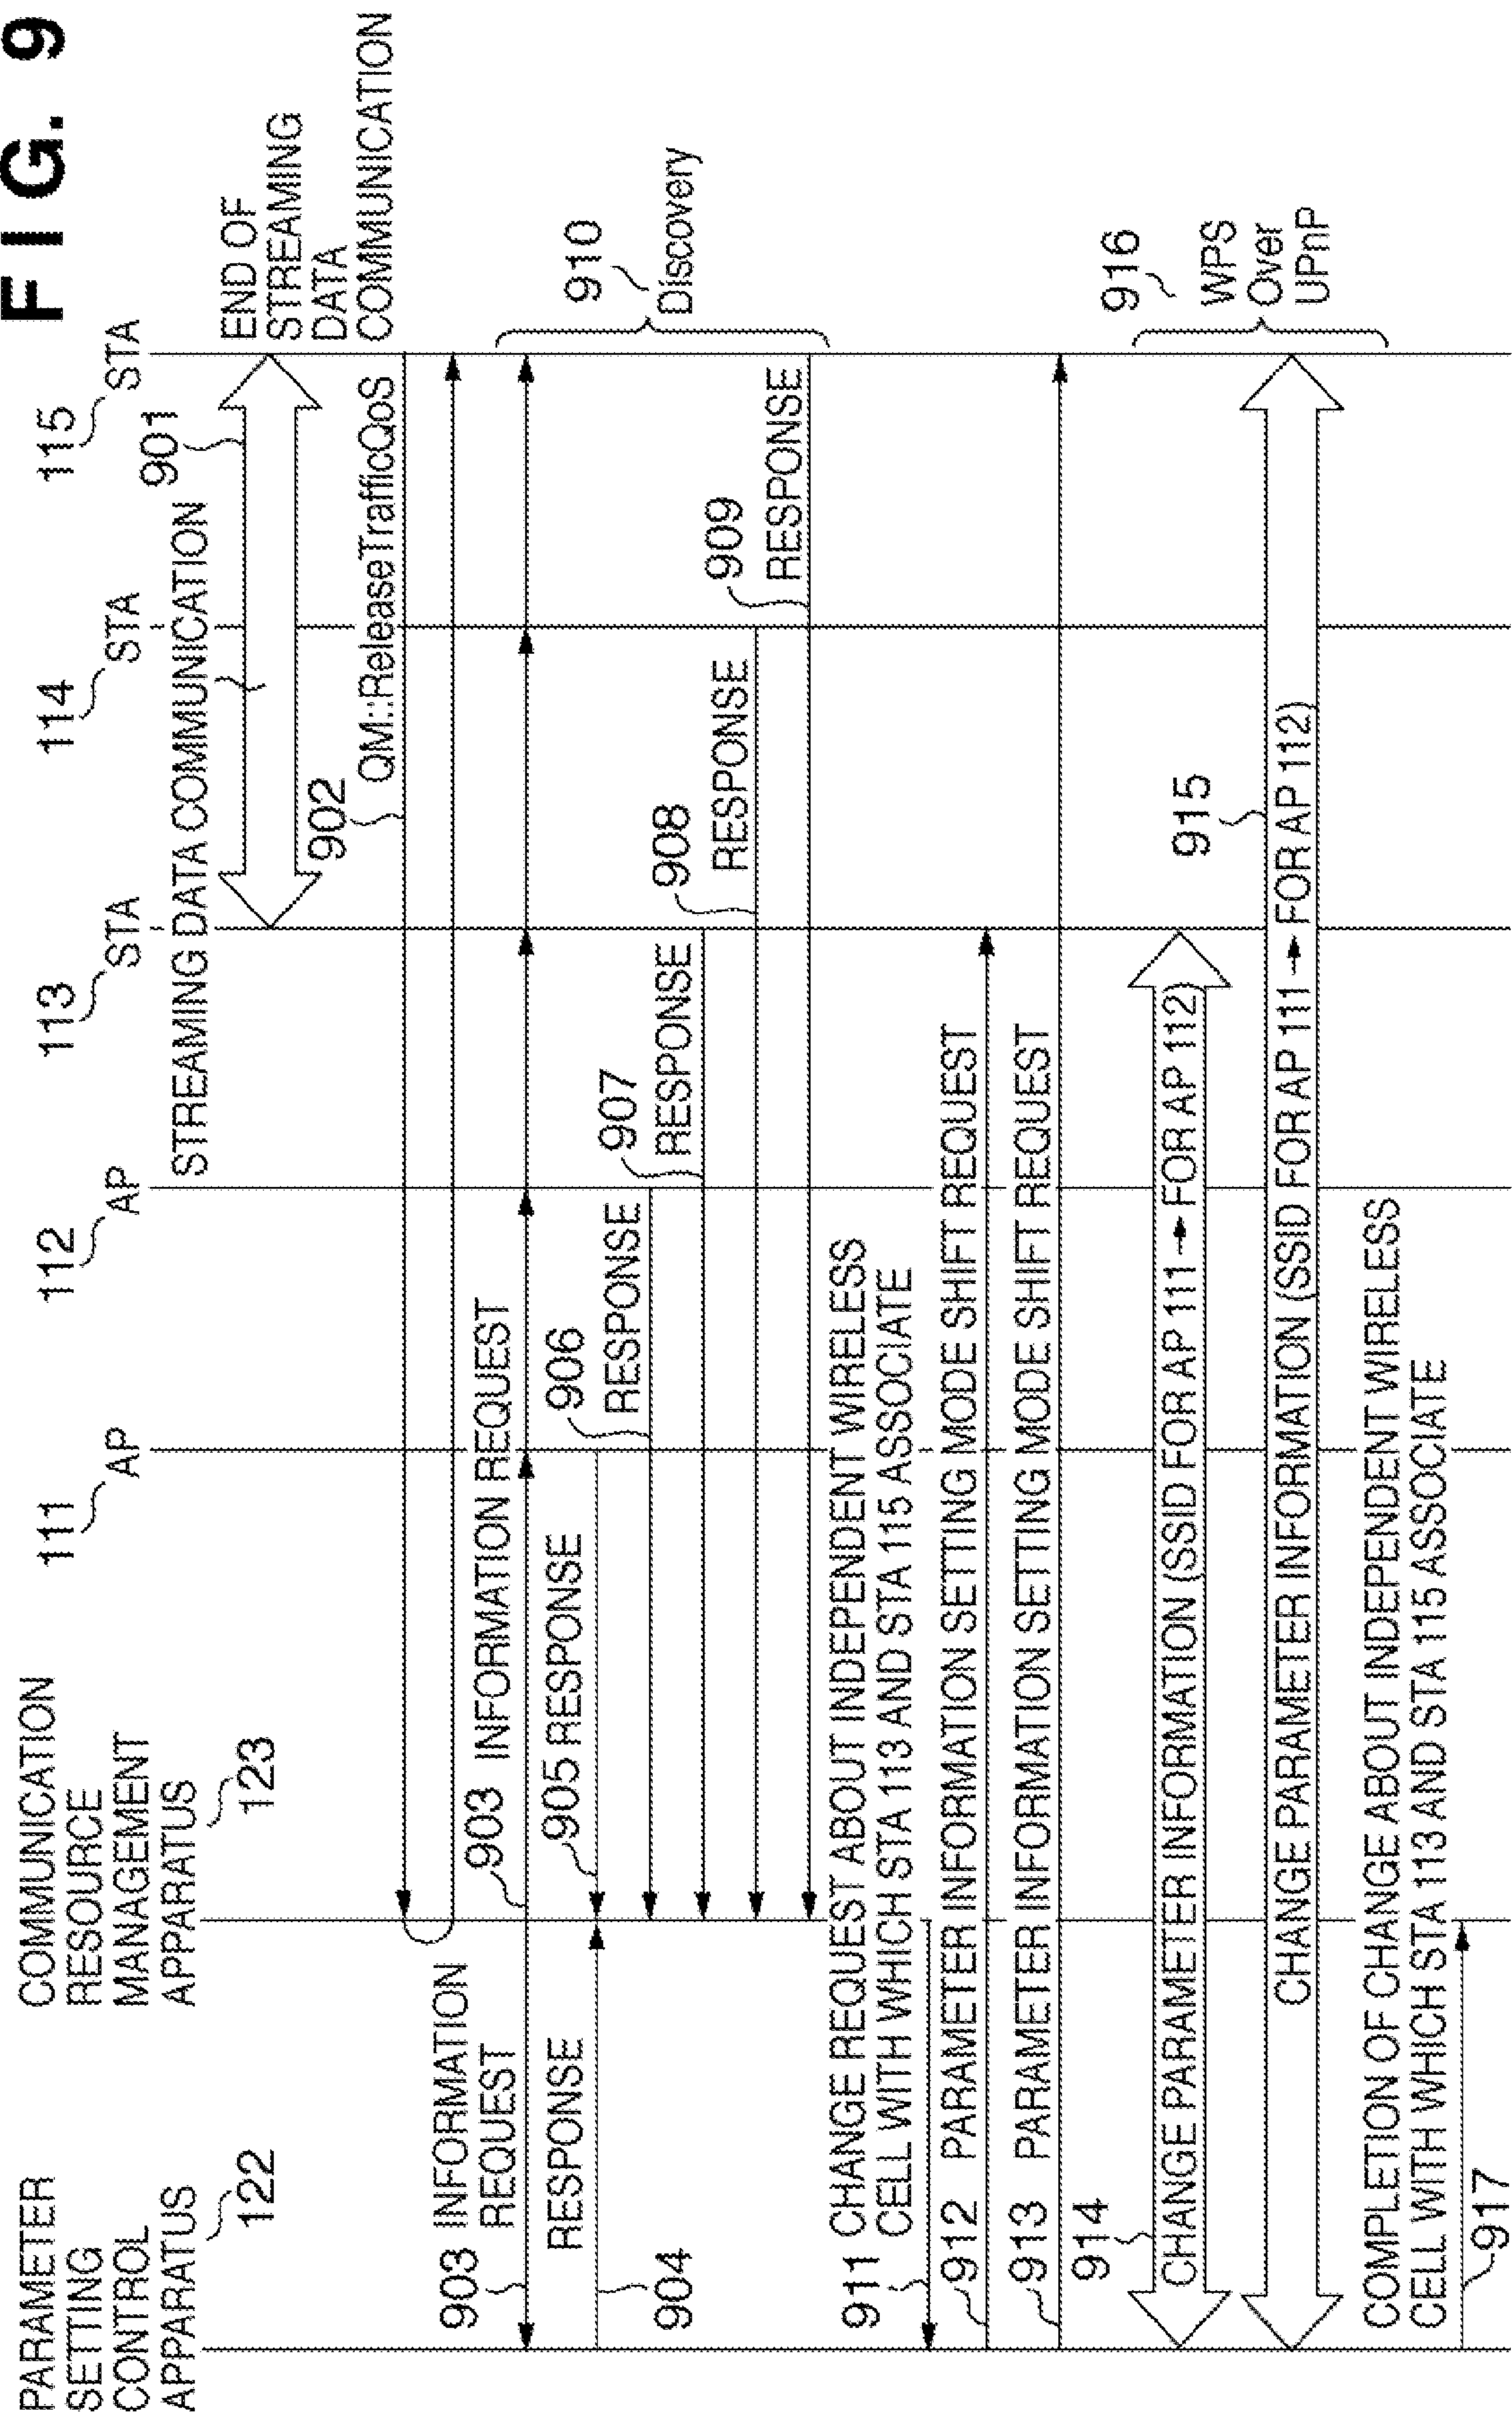 FIG. 9
PARAMETER
SETTING
CONTROL
APPARATUS
122
COMMUNICATION
RESOURCE
MANAGEMENT
APPARATUS
123
111
AP
112
AP
113
STA
114
STA
115
STA
STREAMING DATA COMMUNICATION
901
END OF
STREAMING
DATA
COMMUNICATION
902
QM::ReleaseTrafficQoS
903
INFORMATION
REQUEST
903
INFORMATION REQUEST
RESPONSE
904
905 RESPONSE
906
RESPONSE
907
RESPONSE
908
RESPONSE
909
RESPONSE
910
Discovery
911
CHANGE REQUEST ABOUT INDEPENDENT WIRELESS
CELL WITH WHICH STA 113 AND STA 115 ASSOCIATE
912
PARAMETER INFORMATION SETTING MODE SHIFT REQUEST
913
PARAMETER INFORMATION SETTING MODE SHIFT REQUEST
914
CHANGE PARAMETER INFORMATION (SSID FOR AP 111 → FOR AP 112)
915
CHANGE PARAMETER INFORMATION (SSID FOR AP 111 → FOR AP 112)
916
WPS
Over
UPnP
COMPLETION OF CHANGE ABOUT INDEPENDENT WIRELESS
CELL WITH WHICH STA 113 AND STA 115 ASSOCIATE
917